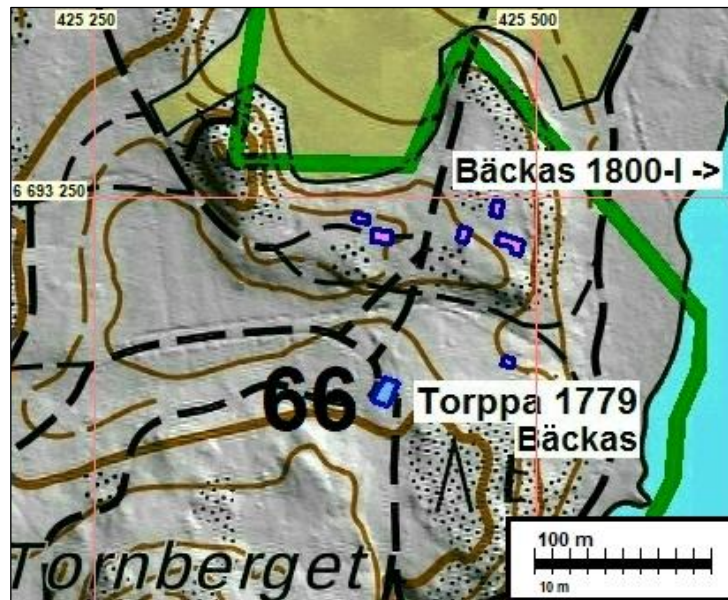 425 250
425 500
Bäckas 1800-l ->
6 693 250
66
Torppa 1779
Bäckas
E
100 m
10 m
Tornberget